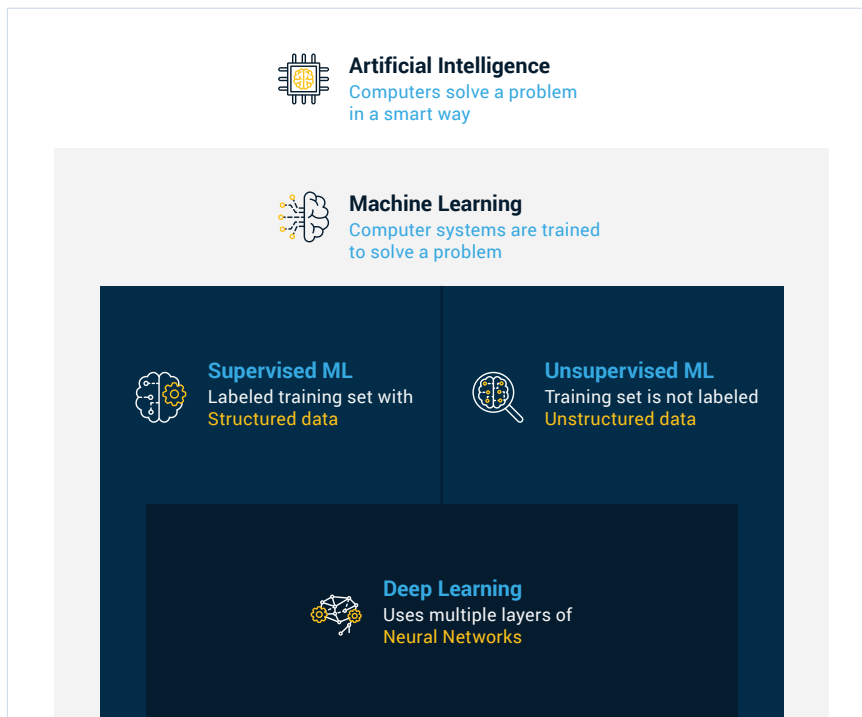 Artificial Intelligence
Computers solve a problem
in a smart way
Machine Learning
Computer systems are trained
to solve a problem
Supervised ML
Labeled training set with
Structured data
Unsupervised ML
Training set is not labeled
Unstructured data
Deep Learning
Uses multiple layers of
Neural Networks